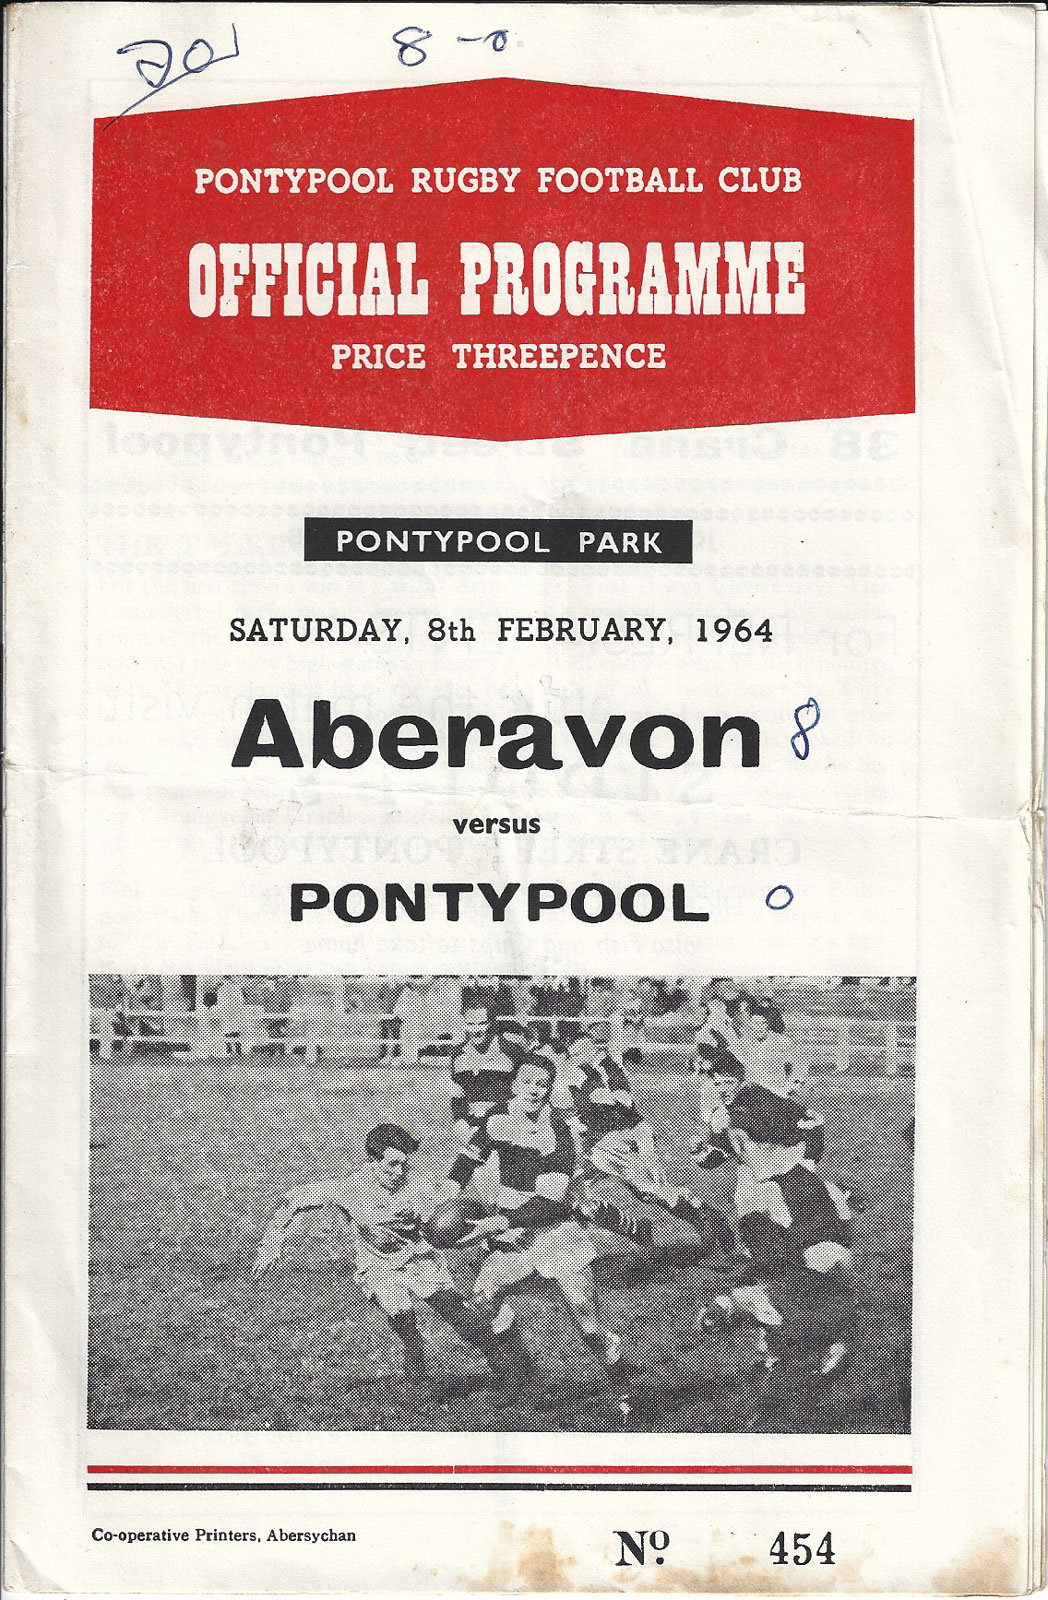 8-0
PONTYPOOL RUGBY FOOTBALL CLUB
OFFICIAL PROGRAMME
PRICE THREEPENCE
PONTYPOOL PARK
SATURDAY, 8th FEBRUARY, 1964
Aberavon 8
versus
PONTYPOOL 0
Co-operative Printers, Abersychan
Nº. 454